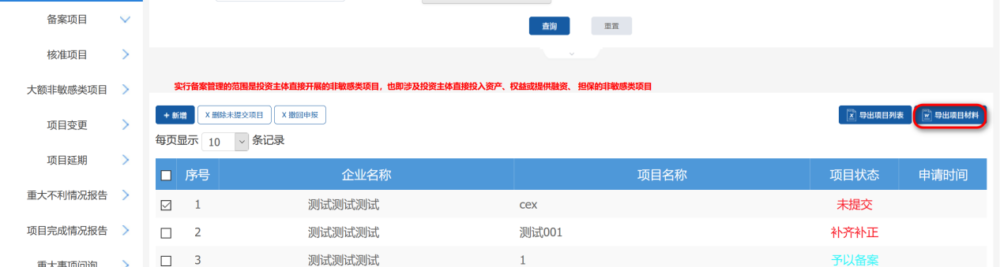 备案项目
核准项目
大额非敏感类项目
项目变更
项目延期
重大不利情况报告
项目完成情况报告
重大事项问询
查询 重置
实行备案管理的范围是投资主体直接开展的非敏感类项目，也即涉及投资主体直接投入资产、权益或提供融资、担保的非敏感类项目
+ 新增 X 删除未提交项目 X 撤回申报 导出项目列表 导出项目材料
每页显示 10 条记录
序号 企业名称 项目名称 项目状态 申请时间
1 测试测试测试 cex 未提交
2 测试测试测试 测试001 补齐补正
3 测试测试测试 1 予以备案